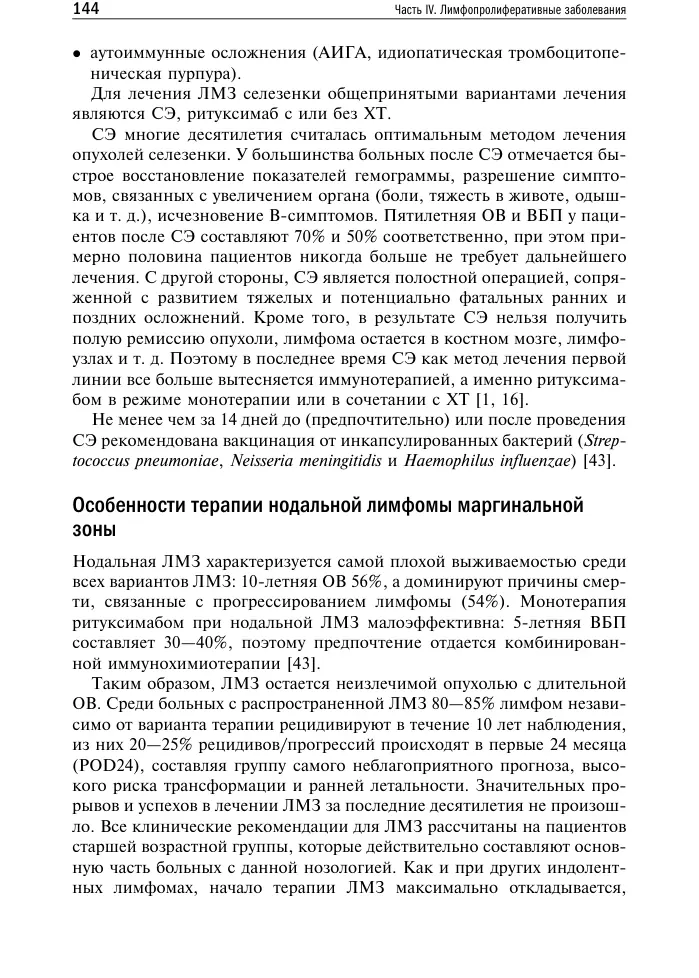 144
Часть IV. Лимфопролиферативные заболевания
• аутоиммунные осложнения (АИГА, идиопатическая тромбоцитопе-
ническая пурпура).
Для лечения ЛМЗ селезенки общепринятыми вариантами лечения
являются СЭ, ритуксимаб с или без ХТ.
СЭ многие десятилетия считалась оптимальным методом лечения
опухолей селезенки. У большинства больных после СЭ отмечается бы-
строе восстановление показателей гемограммы, разрешение симпто-
мов, связанных с увеличением органа (боли, тяжесть в животе, одыш-
ка и т. д.), исчезновение В-симптомов. Пятилетняя ОВ и ВБП у паци-
ентов после СЭ составляют 70% и 50% соответственно, при этом при-
мерно половина пациентов никогда больше не требует дальнейшего
лечения. С другой стороны, СЭ является полостной операцией, сопря-
женной с развитием тяжелых и потенциально фатальных ранних и
поздних осложнений. Кроме того, в результате СЭ нельзя получить
полую ремиссию опухоли, лимфома остается в костном мозге, лимфо-
узлах и т. д. Поэтому в последнее время СЭ как метод лечения первой
линии все больше вытесняется иммунотерапией, а именно ритуксима-
бом в режиме монотерапии или в сочетании с ХТ [1, 16].
Не менее чем за 14 дней до (предпочтительно) или после проведения
СЭ рекомендована вакцинация от инкапсулированных бактерий (Strep-
tococcus pneumoniae, Neisseria meningitidis и Haemophilus influenzae) [43].
Особенности терапии нодальной лимфомы маргинальной
зоны
Нодальная ЛМЗ характеризуется самой плохой выживаемостью среди
всех вариантов ЛМЗ: 10-летняя ОВ 56%, а доминируют причины смер-
ти, связанные с прогрессированием лимфомы (54%). Монотерапия
ритуксимабом при нодальной ЛМЗ малоэффективна: 5-летняя ВБП
составляет 30—40%, поэтому предпочтение отдается комбинирован-
ной иммунохимиотерапии [43].
Таким образом, ЛМЗ остается неизлечимой опухолью с длительной
ОВ. Среди больных с распространенной ЛМЗ 80—85% лимфом незави-
симо от варианта терапии рецидивируют в течение 10 лет наблюдения,
из них 20—25% рецидивов/прогрессий происходят в первые 24 месяца
(POD24), составляя группу самого неблагоприятного прогноза, высо-
кого риска трансформации и ранней летальности. Значительных про-
рывов и успехов в лечении ЛМЗ за последние десятилетия не произош-
ло. Все клинические рекомендации для ЛМЗ рассчитаны на пациентов
старшей возрастной группы, которые действительно составляют основ-
ную часть больных с данной нозологией. Как и при других индолент-
ных лимфомах, начало терапии ЛМЗ максимально откладывается,